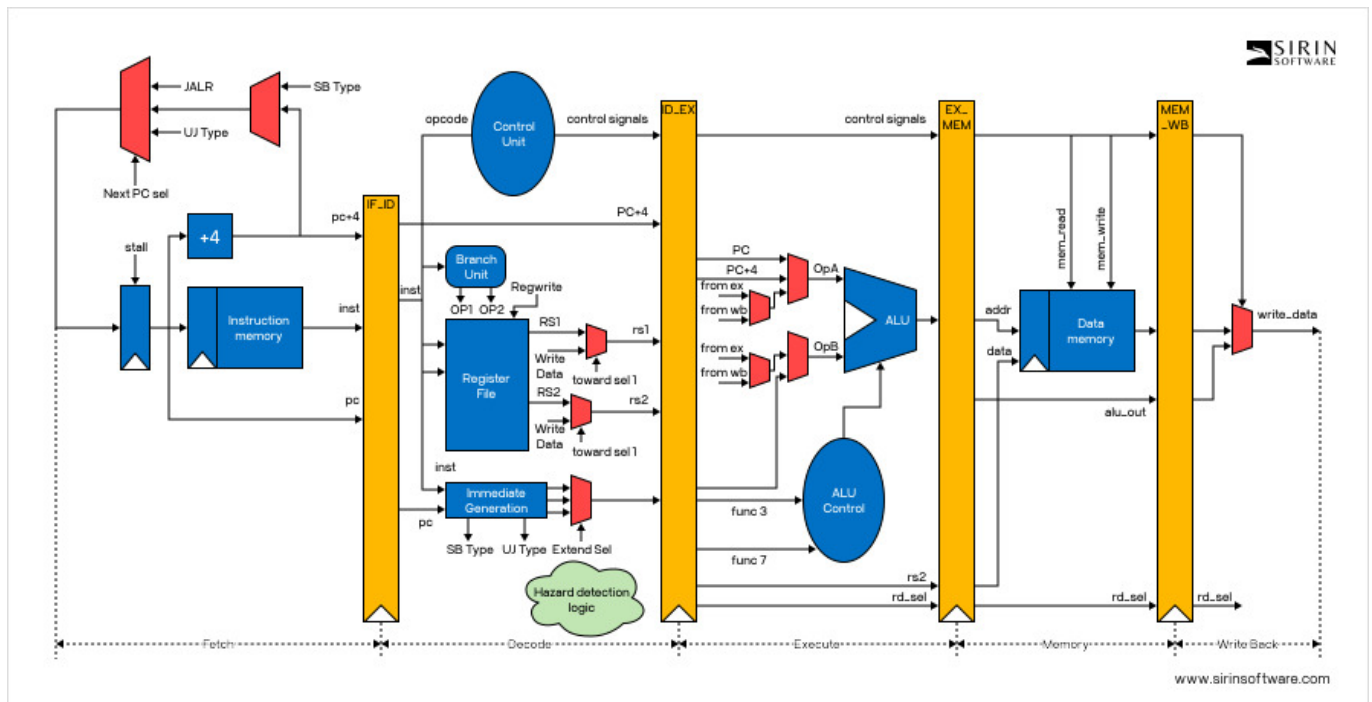 SIRIN
SOFTWARE
JALR
SB Type
UJ Type
Next PC sel
opcode
Control
Unit
control signals
ID_EX
control signals
EX_
MEM
MEM
_WB
IF_ID
pc+4
PC+4
+4
stall
Branch
Unit
Regwrite
OP1
OP2
inst
inst
Instruction
memory
RS1
rs1
Write
Data
toward sel 1
Register
File
RS2
rs2
Write
Data
toward sel 1
pc
PC
PC+4
OpA
from ex
from wb
ALU
OpB
from ex
from wb
mem_read
mem_write
addr
data
Data
memory
write_data
alu_out
inst
Immediate
Generation
pc
SB Type
UJ Type
Extend Sel
func 3
ALU
Control
func 7
Hazard detection
logic
rs2
rd_sel
rd_sel
rd_sel
Fetch
Decode
Execute
Memory
Write Back
www.sirinsoftware.com